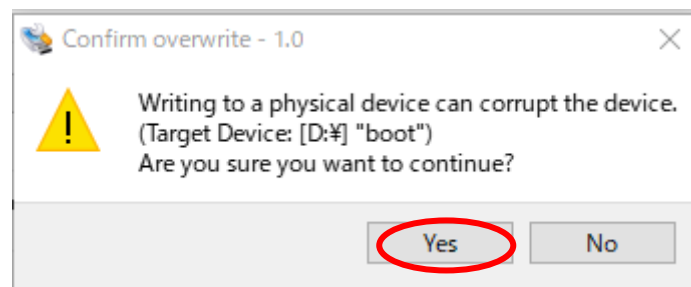 Confirm overwrite - 1.0
Writing to a physical device can corrupt the device.
(Target Device: [D:¥] "boot")
Are you sure you want to continue?
Yes
No